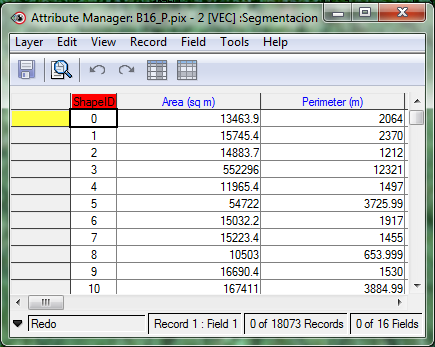 Attribute Manager: B16_P.pix - 2 [VEC] :Segmentacion
Layer Edit View Record Field Tools Help
ShapeID Area (sq m) Perimeter (m)
0 13463.9 2064
1 15745.4 2370
2 14883.7 1212
3 552296 12321
4 11965.4 1497
5 54722 3725.99
6 15032.2 1917
7 15223.4 1455
8 10503 653.999
9 16690.4 1530
10 167411 3884.99
Redo Record 1 : Field 1 0 of 18073 Records 0 of 16 Fields